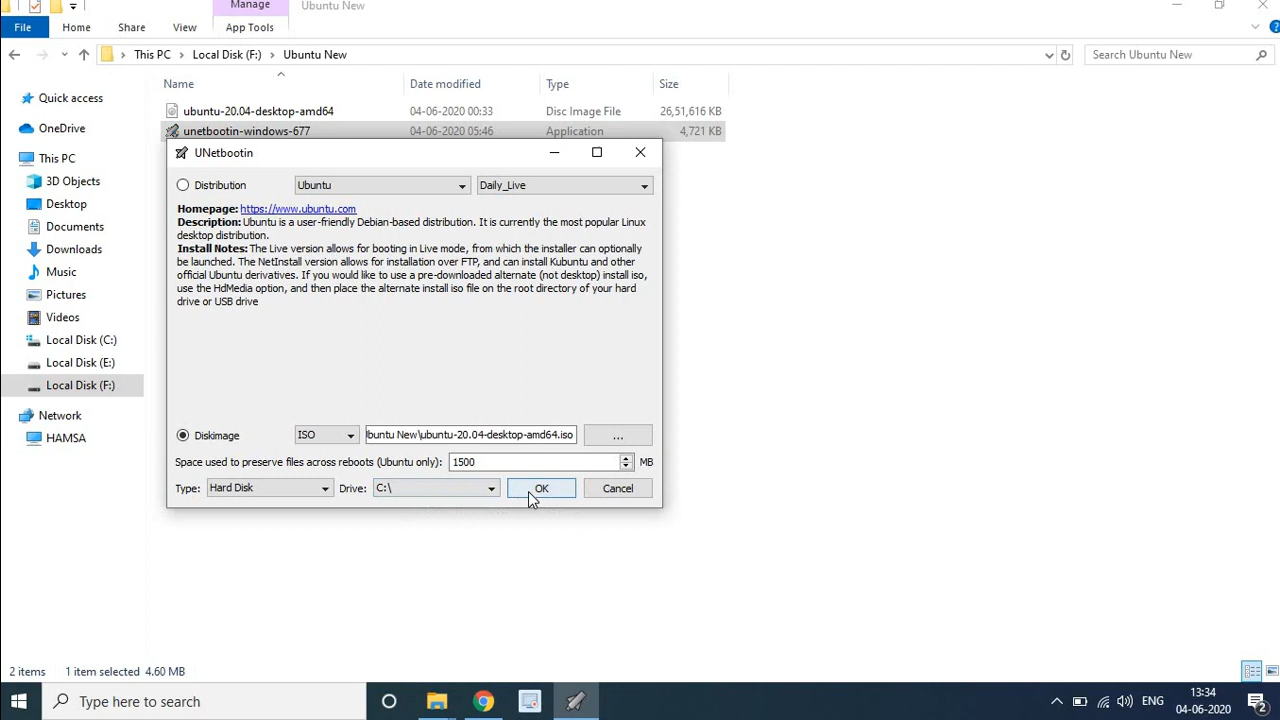 Manage
Ubuntu New
File
Home
Share
View
App Tools
This PC
Local Disk (F:)
Ubuntu New
Search Ubuntu New
Name
Date modified
Type
Size
ubuntu-20.04-desktop-amd64
04-06-2020 00:33
Disc Image File
26,51,616 KB
unetbootin-windows-677
04-06-2020 05:46
Application
4,721 KB
Quick access
OneDrive
This PC
3D Objects
Desktop
Documents
Downloads
Music
Pictures
Videos
Local Disk (C:)
Local Disk (E:)
Local Disk (F:)
Network
HAMSA
UNetbootin
Distribution
Ubuntu
Daily_Live
Homepage: https://www.ubuntu.com
Description: Ubuntu is a user-friendly Debian-based distribution. It is currently the most popular Linux
desktop distribution.
Install Notes: The Live version allows for booting in Live mode, from which the installer can optionally
be launched. The NetInstall version allows for installation over FTP, and can install Kubuntu and other
official Ubuntu derivatives. If you would like to use a pre-downloaded alternate (not desktop) install iso,
use the HdMedia option, and then place the alternate install iso file on the root directory of your hard
drive or USB drive
Diskimage
ISO
buntu New\ubuntu-20.04-desktop-amd64.iso
...
Space used to preserve files across reboots (Ubuntu only):
1500
MB
Type:
Hard Disk
Drive:
C:\
OK
Cancel
2 items
1 item selected 4.60 MB
Type here to search
ENG
13:34
04-06-2020
2